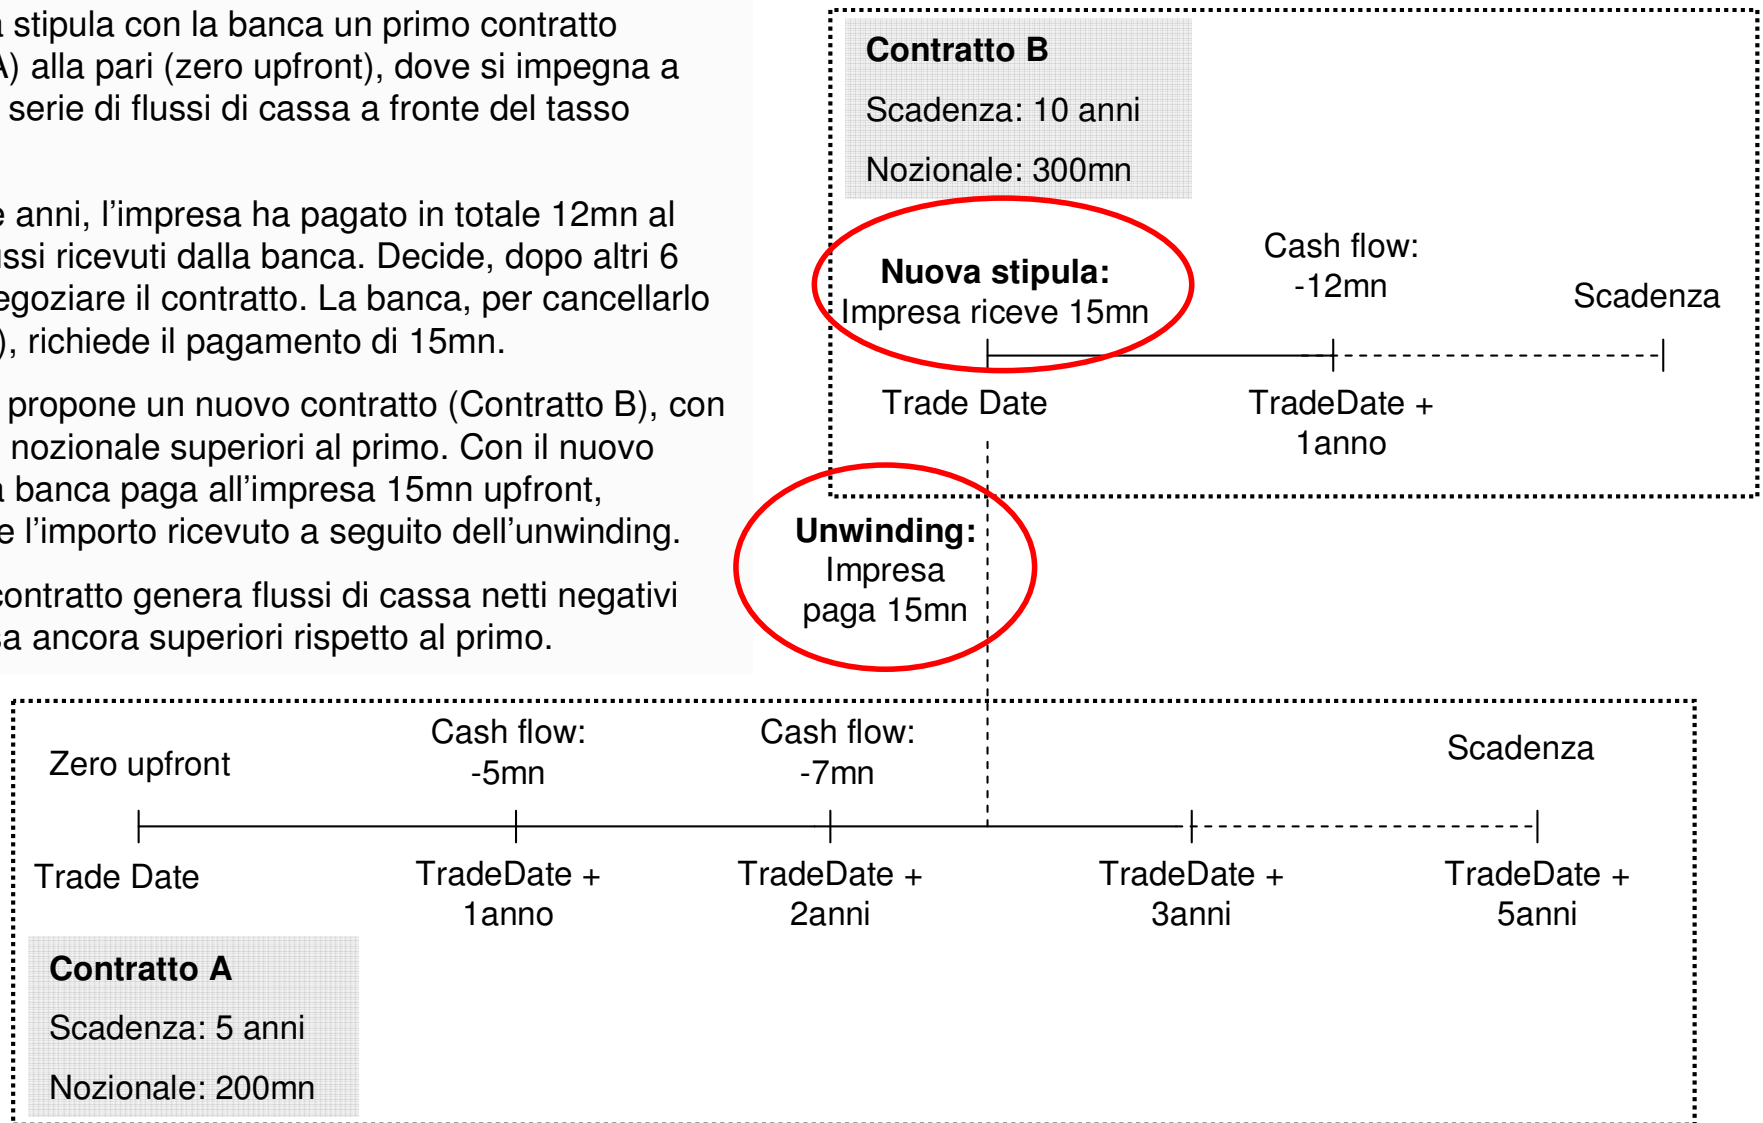 stipula con la banca un primo contratto
A) alla pari (zero upfront), dove si impegna a
serie di flussi di cassa a fronte del tasso
anni, l'impresa ha pagato in totale 12mn al
ricevuti dalla banca. Decide, dopo altri 6
il contratto. La banca, per cancellarlo
), richiede il pagamento di 15mn.
propone un nuovo contratto (Contratto B), con
nozionale superiori al primo. Con il nuovo
banca paga all'impresa 15mn upfront,
e l'importo ricevuto a seguito dell'unwinding.
contratto genera flussi di cassa netti negativi
ancora superiori rispetto al primo.
Contratto B
Scadenza: 10 anni
Nozionale: 300mn
Nuova stipula:
Impresa riceve 15mn
Cash flow:
-12mn
Scadenza
Trade Date
TradeDate +
1anno
Unwinding:
Impresa
paga 15mn
Zero upfront
Cash flow:
-5mn
Cash flow:
-7mn
Scadenza
Trade Date
TradeDate +
1anno
TradeDate +
2anni
TradeDate +
3anni
TradeDate +
5anni
Contratto A
Scadenza: 5 anni
Nozionale: 200mn